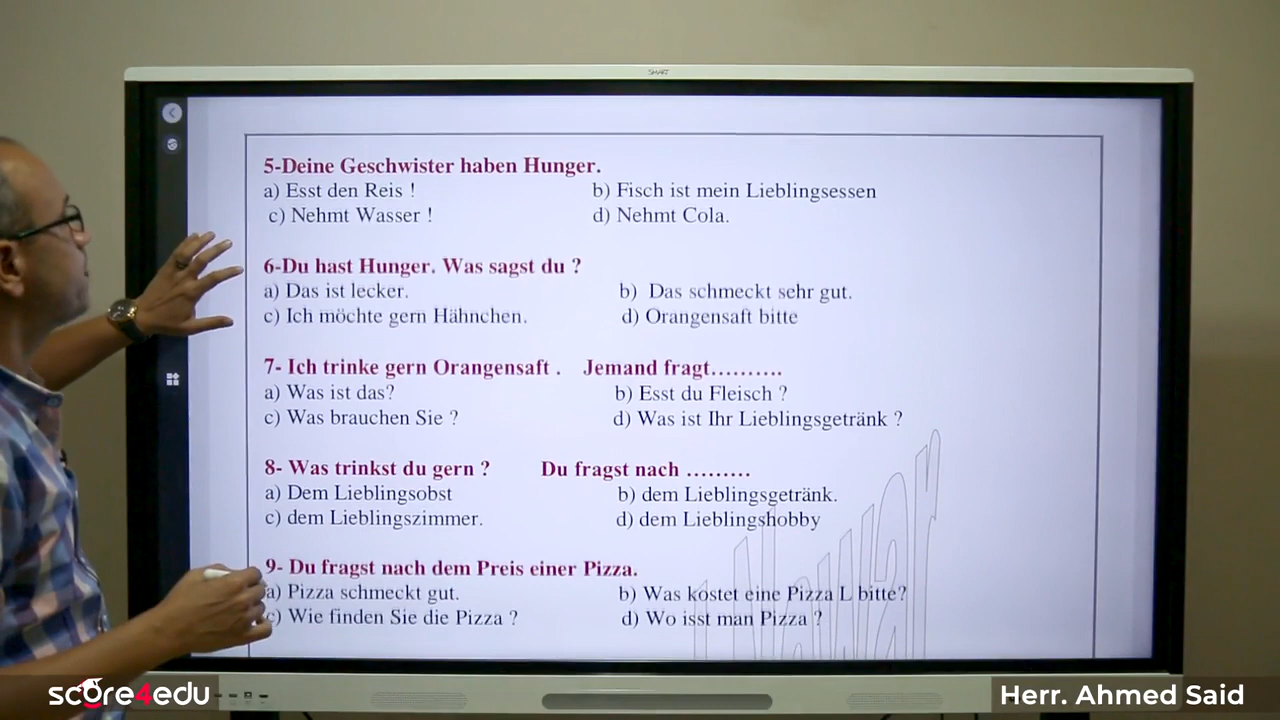 SMART
5-Deine Geschwister haben Hunger.
a) Esst den Reis ! b) Fisch ist mein Lieblingsessen
c) Nehmt Wasser ! d) Nehmt Cola.
6-Du hast Hunger. Was sagst du ?
a) Das ist lecker. b) Das schmeckt sehr gut.
c) Ich möchte gern Hähnchen. d) Orangensaft bitte
7- Ich trinke gern Orangensaft . Jemand fragt……….
a) Was ist das? b) Esst du Fleisch ?
c) Was brauchen Sie ? d) Was ist Ihr Lieblingsgetränk ?
8- Was trinkst du gern ? Du fragst nach ………
a) Dem Lieblingsobst b) dem Lieblingsgetränk.
c) dem Lieblingszimmer. d) dem Lieblingshobby
9- Du fragst nach dem Preis einer Pizza.
a) Pizza schmeckt gut. b) Was kostet eine Pizza L bitte?
c) Wie finden Sie die Pizza ? d) Wo isst man Pizza ?
score4edu
Herr. Ahmed Said